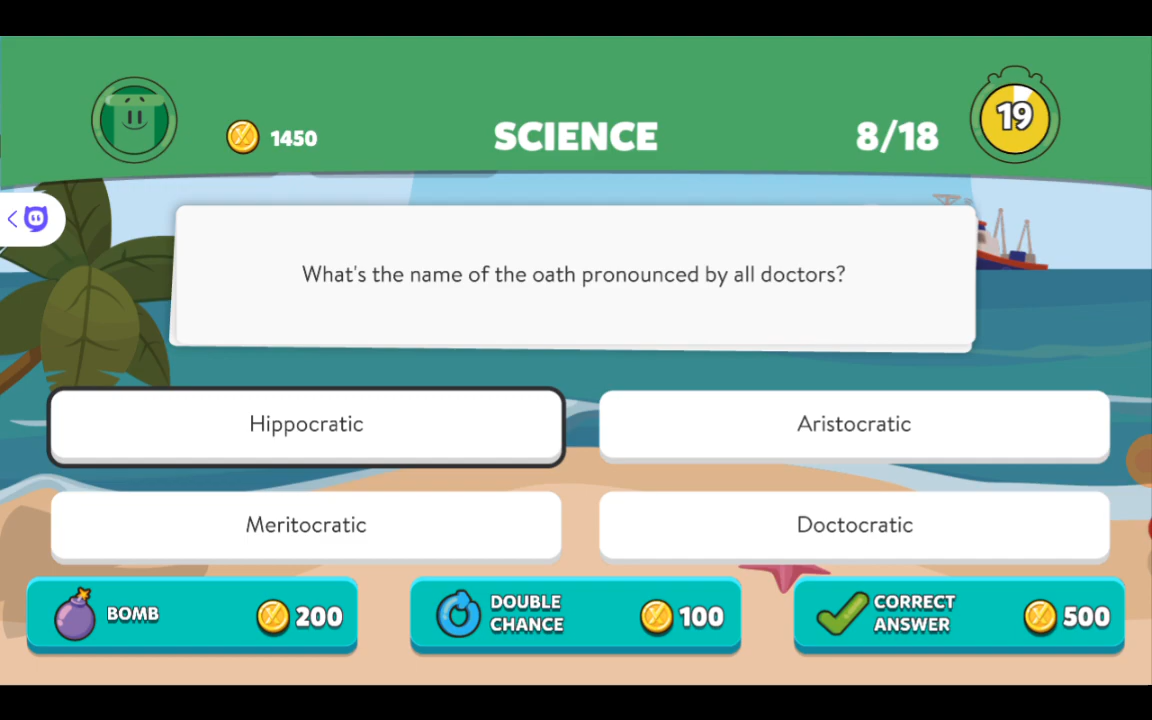 1450
SCIENCE
8/18
19
What's the name of the oath pronounced by all doctors?
Hippocratic
Aristocratic
Meritocratic
Doctocratic
BOMB
200
DOUBLE
CHANCE
100
CORRECT
ANSWER
500